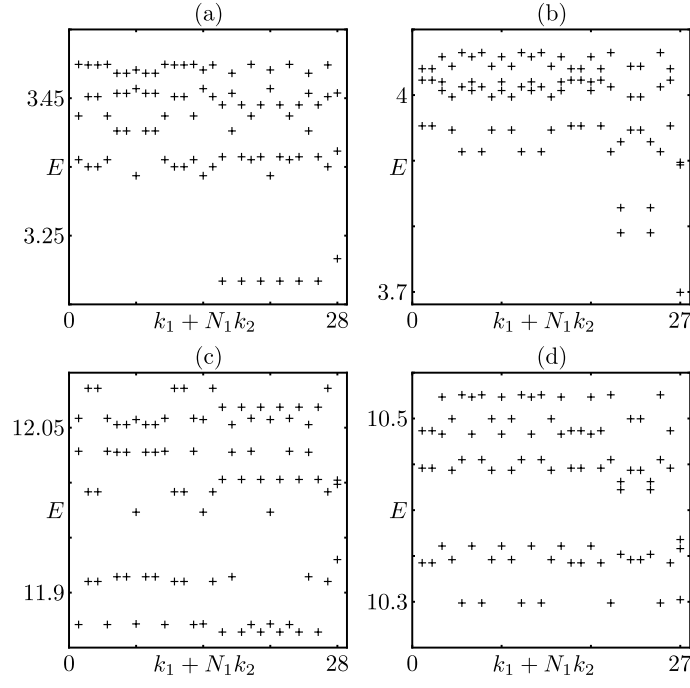 (a)
3.45
E
3.25
0
k₁ + N₁k₂
28
(b)
4
E
3.7
0
k₁ + N₁k₂
27
(c)
12.05
E
11.9
0
k₁ + N₁k₂
28
(d)
10.5
E
10.3
0
k₁ + N₁k₂
27